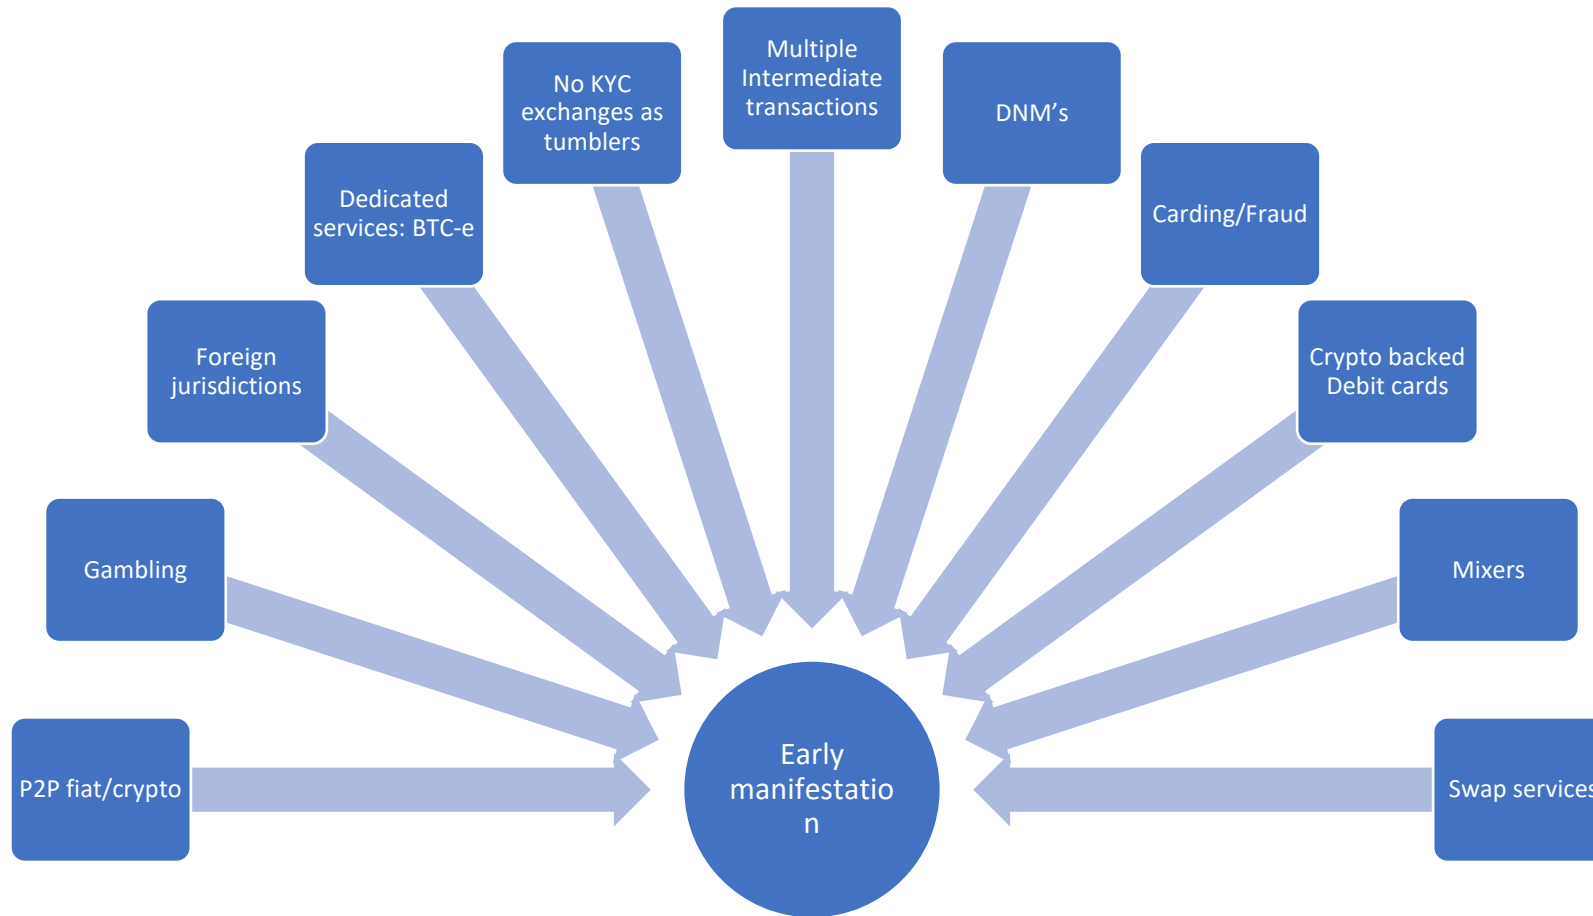 P2P fiat/crypto
Gambling
Foreign
jurisdictions
Dedicated
services: BTC-e
No KYC
exchanges as
tumblers
Multiple
Intermediate
transactions
DNM’s
Carding/Fraud
Crypto backed
Debit cards
Mixers
Swap services
Early
manifestatio
n